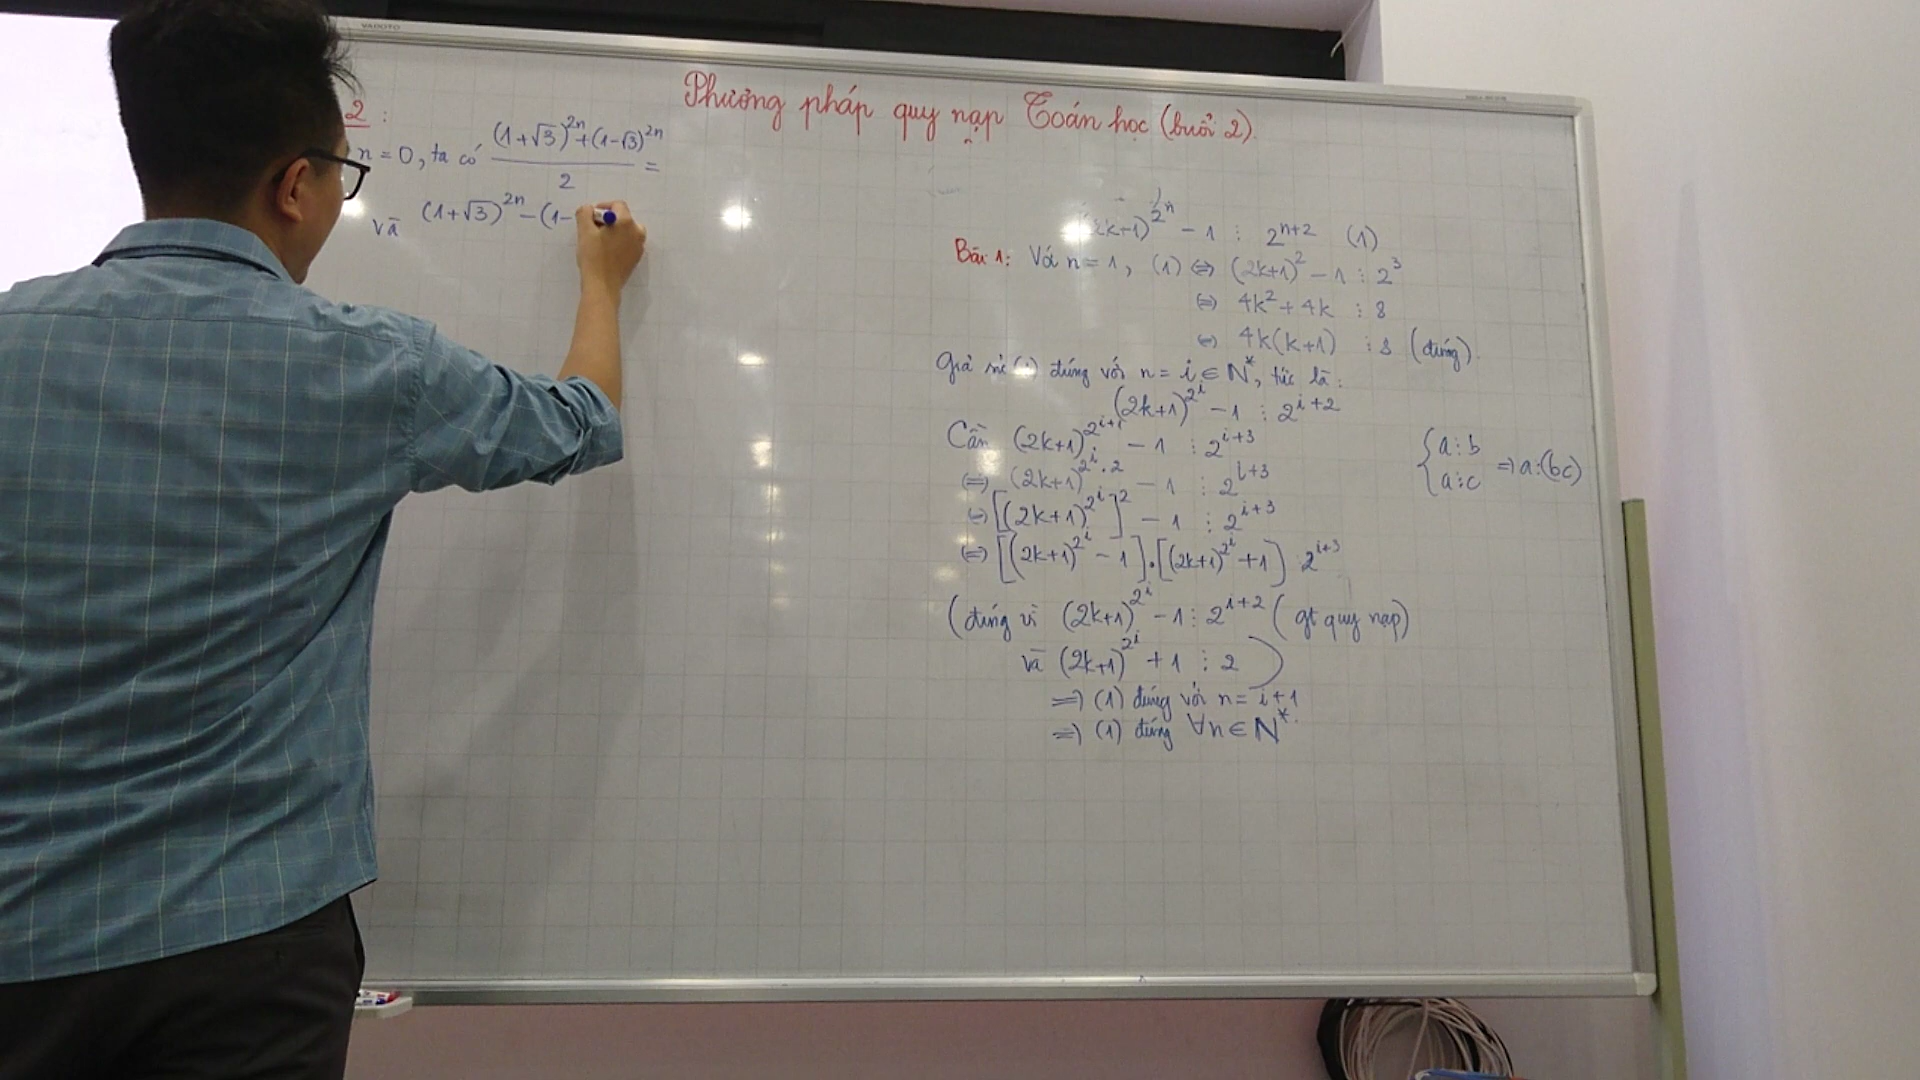 Phương pháp quy nạp Toán học (buổi 2).
2 :
n = 0, ta có ((1+√3)^2n + (1-√3)^2n)/2 =
và (1+√3)^2n - (1-
(2k+1)^2^n - 1 ⋮ 2^n+2 (1)
Bài 1: Với n = 1, (1) ⇔ (2k+1)^2 - 1 ⋮ 2^3
⇔ 4k^2 + 4k ⋮ 8
⇔ 4k(k+1) ⋮ 8 (đúng).
Giả sử (1) đúng với n = i ∈ N*, tức là:
(2k+1)^2^i - 1 ⋮ 2^i+2
Cần (2k+1)^2^i+1 - 1 ⋮ 2^i+3
⇔ (2k+1)^2^i.2 - 1 ⋮ 2^i+3
⇔ [(2k+1)^2^i]^2 - 1 ⋮ 2^i+3
⇔ [(2k+1)^2^i - 1].[(2k+1)^2^i + 1] ⋮ 2^i+3
(đúng vì (2k+1)^2^i - 1 ⋮ 2^i+2 (gt quy nạp)
và (2k+1)^2^i + 1 ⋮ 2 )
⇒ (1) đúng với n = i+1
⇒ (1) đúng ∀n ∈ N*.
{ a ⋮ b
a ⋮ c ⇒ a ⋮ (bc)